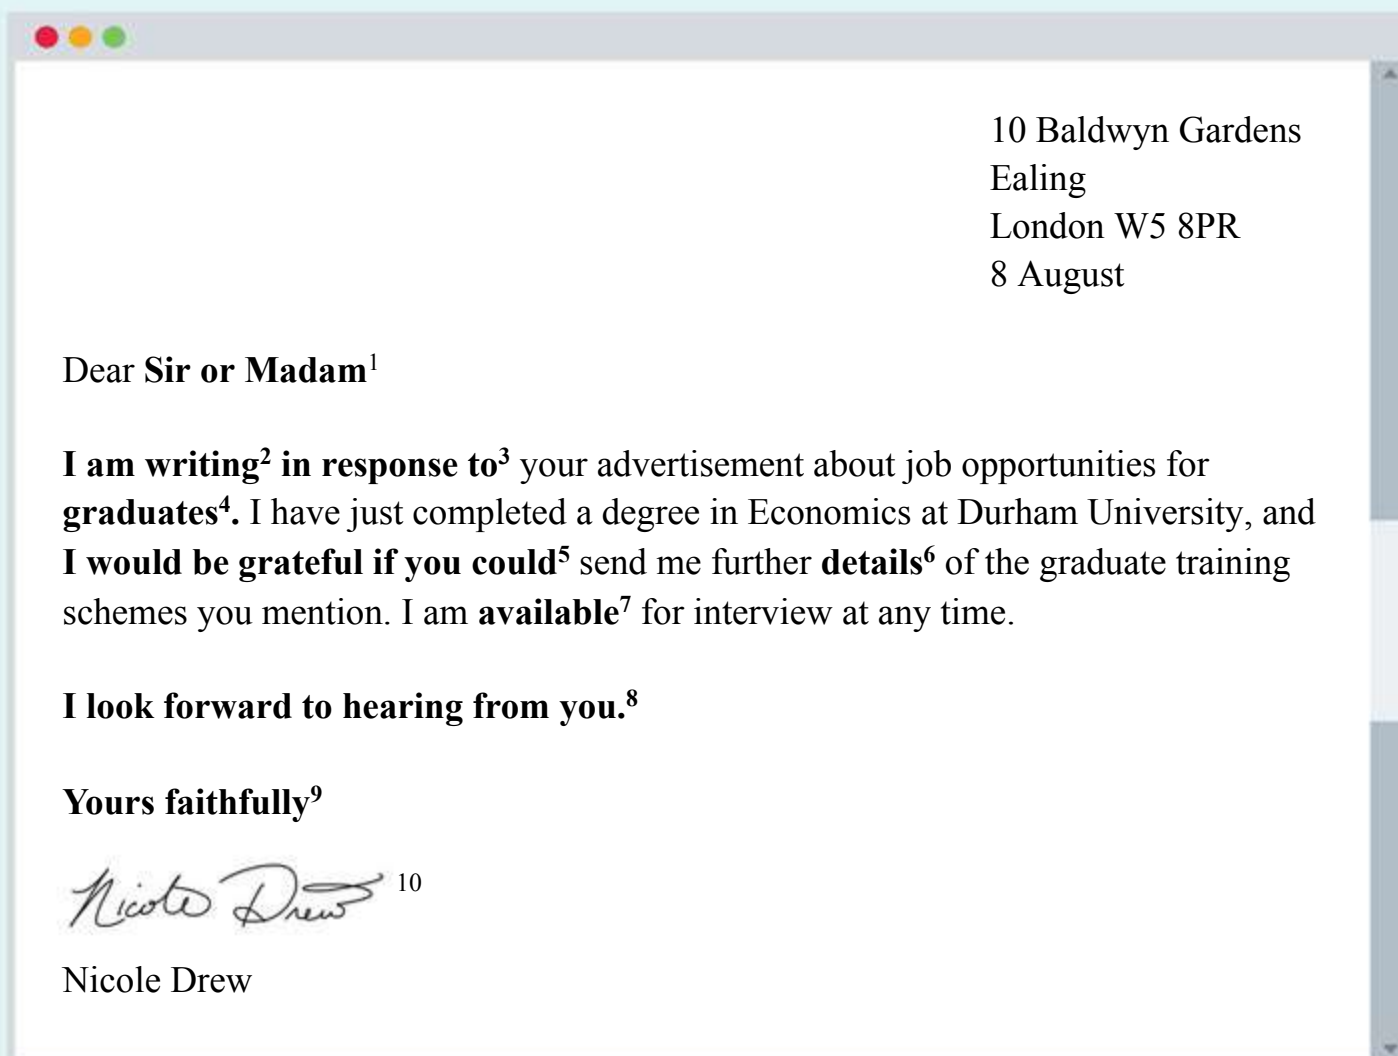 10 Baldwyn Gardens
Ealing
London W5 8PR
8 August
Dear Sir or Madam¹
I am writing² in response to³ your advertisement about job opportunities for
graduates⁴. I have just completed a degree in Economics at Durham University, and
I would be grateful if you could⁵ send me further details⁶ of the graduate training
schemes you mention. I am available⁷ for interview at any time.
I look forward to hearing from you.⁸
Yours faithfully⁹
Nicole Drew ¹⁰
Nicole Drew